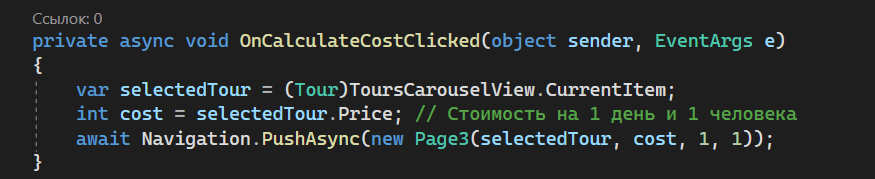 Ссылок: 0
private async void OnCalculateCostClicked(object sender, EventArgs e)
{
    var selectedTour = (Tour)ToursCarouselView.CurrentItem;
    int cost = selectedTour.Price; // Стоимость на 1 день и 1 человека
    await Navigation.PushAsync(new Page3(selectedTour, cost, 1, 1));
}